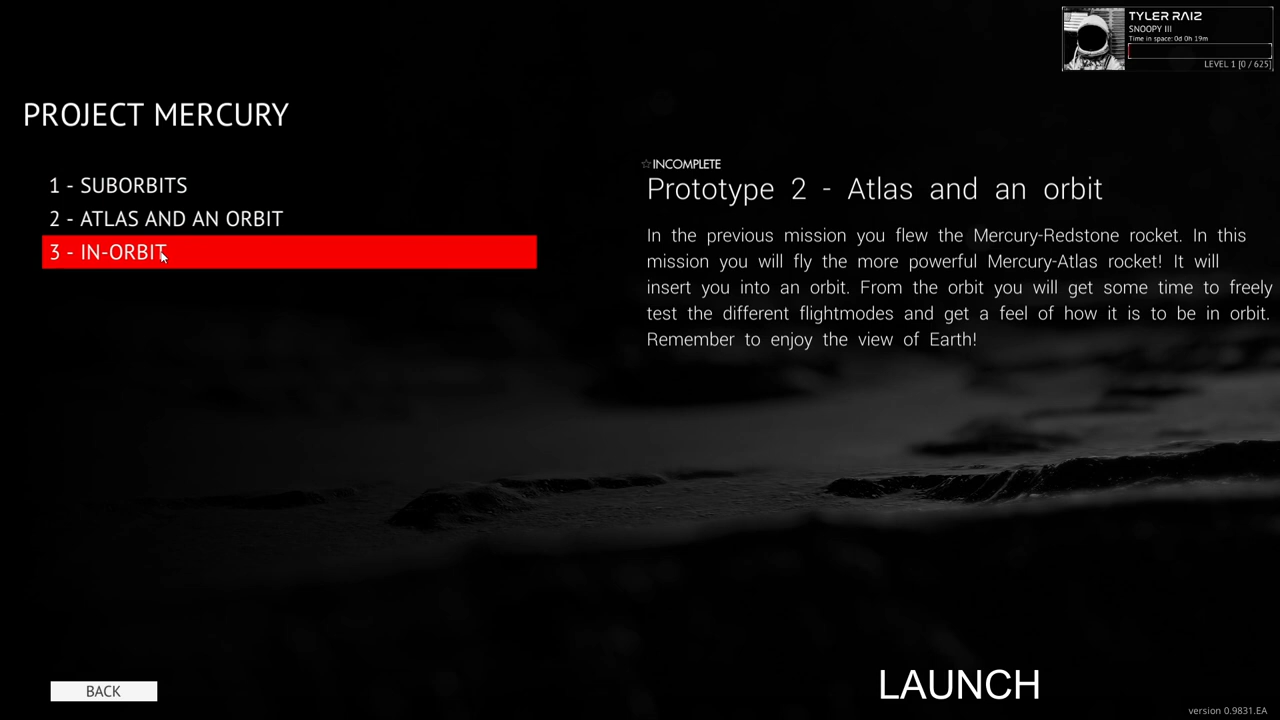 TYLER RAIZ
SNOOPY III
Time in space: 0d 0h 19m
LEVEL 1 [0 / 625]
PROJECT MERCURY
1 - SUBORBITS
2 - ATLAS AND AN ORBIT
3 - IN-ORBIT
☆INCOMPLETE
Prototype 2 - Atlas and an orbit
In the previous mission you flew the Mercury-Redstone rocket. In this
mission you will fly the more powerful Mercury-Atlas rocket! It will
insert you into an orbit. From the orbit you will get some time to freely
test the different flightmodes and get a feel of how it is to be in orbit.
Remember to enjoy the view of Earth!
BACK
LAUNCH
version 0.9831.EA